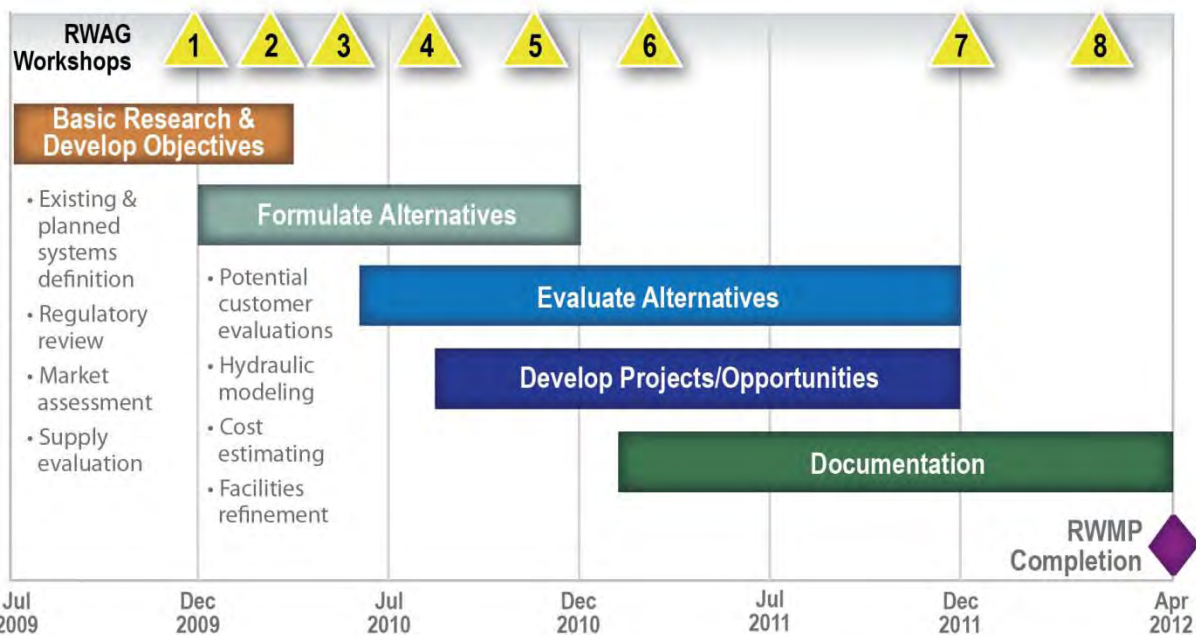 RWAG
Workshops
1
2
3
4
5
6
7
8
Basic Research &
Develop Objectives
• Existing &
planned
systems
definition
• Regulatory
review
• Market
assessment
• Supply
evaluation
Formulate Alternatives
• Potential
customer
evaluations
• Hydraulic
modeling
• Cost
estimating
• Facilities
refinement
Evaluate Alternatives
Develop Projects/Opportunities
Documentation
RWMP
Completion
Jul
2009
Dec
2009
Jul
2010
Dec
2010
Jul
2011
Dec
2011
Apr
2012